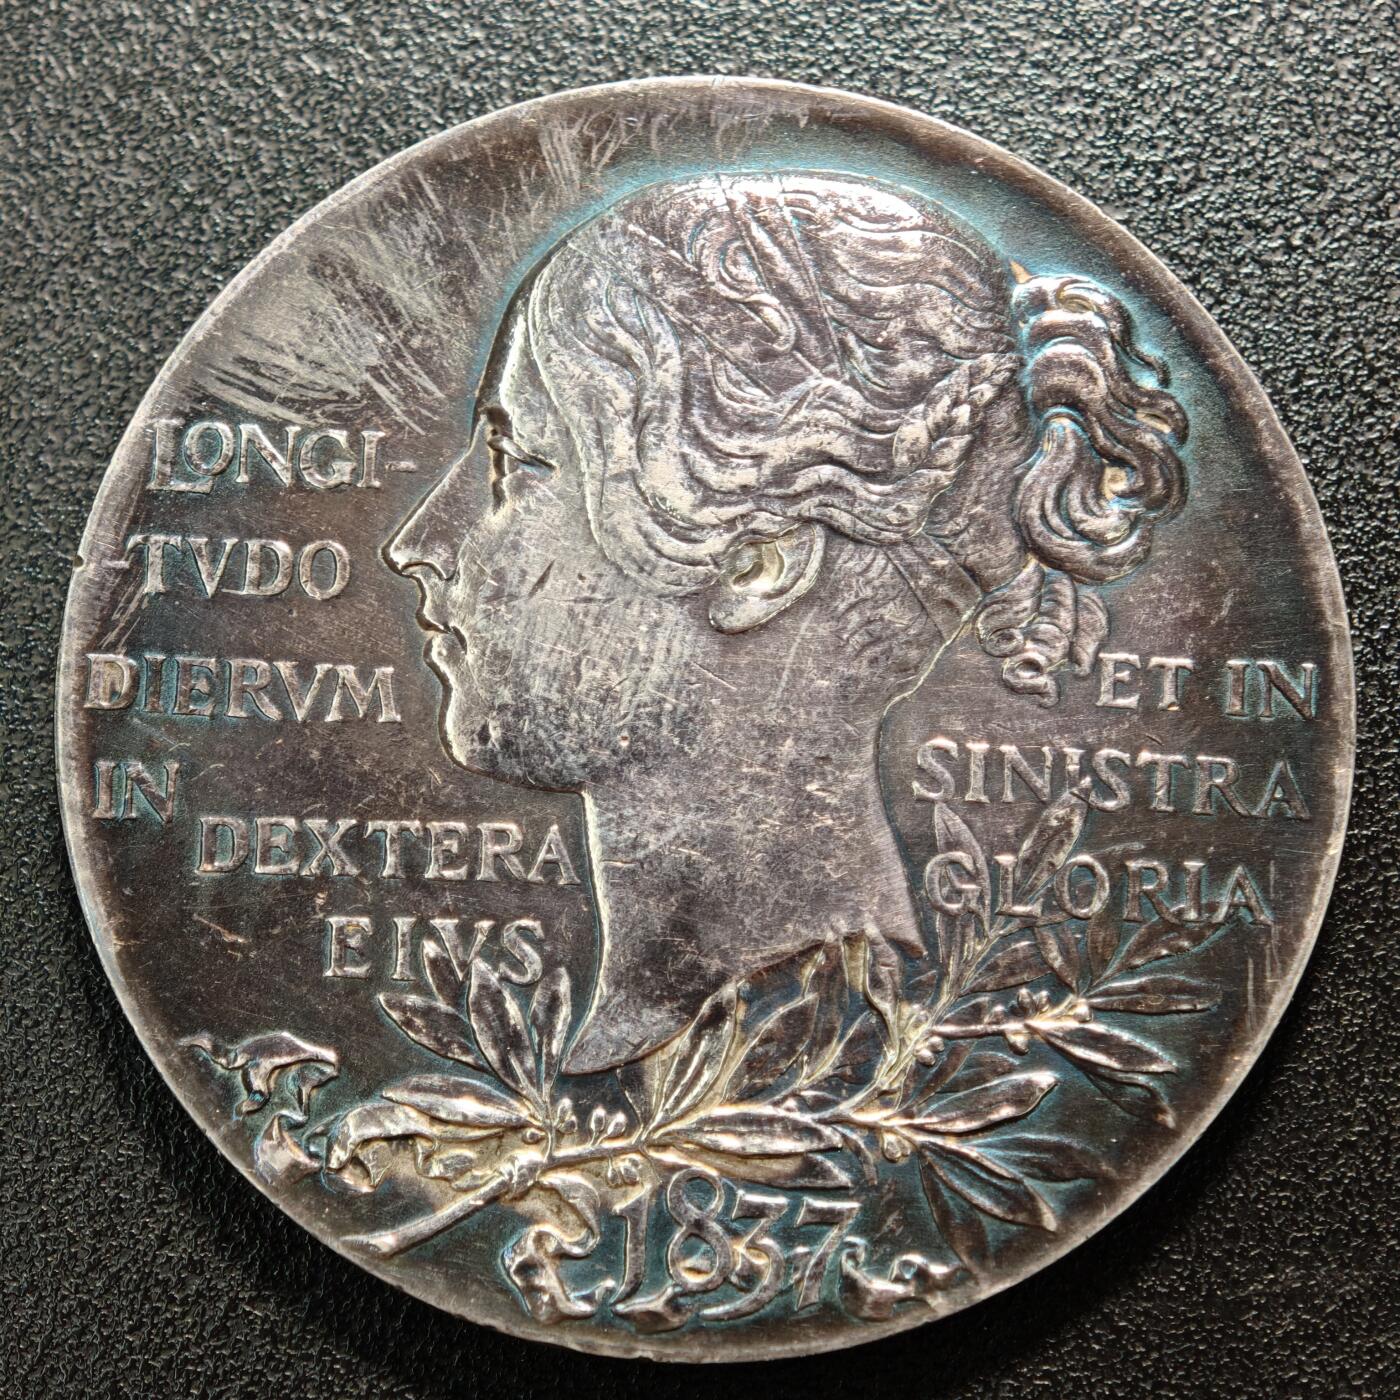 LONGI-
-TVDO
DIERVM
IN
DEXTERA
EIVS
ET IN
SINISTRA
GLORIA
1837